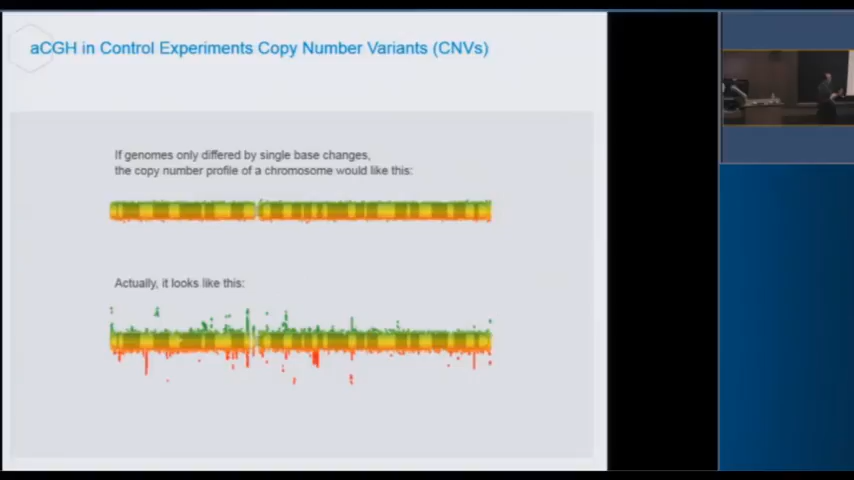 aCGH in Control Experiments Copy Number Variants (CNVs)
If genomes only differed by single base changes,
the copy number profile of a chromosome would like this:
Actually, it looks like this: